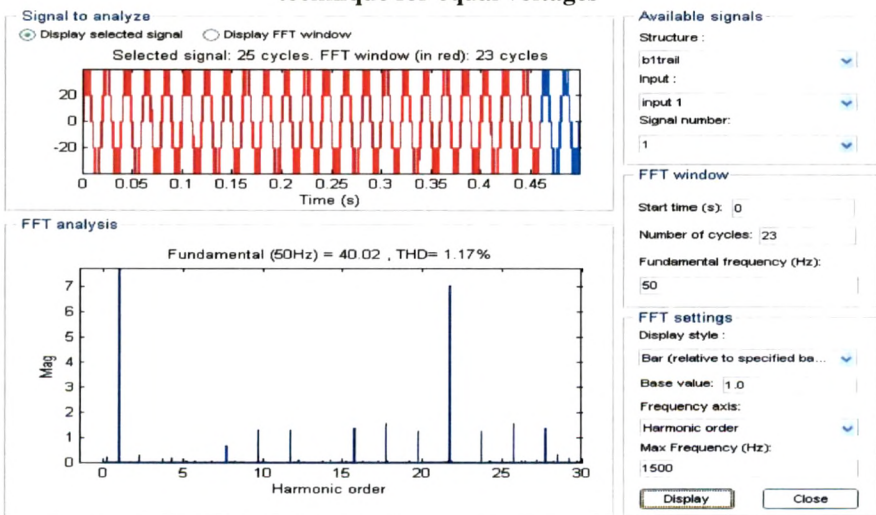 technique for equal voltages
Signal to analyze
Display selected signal Display FFT window
Selected signal: 25 cycles. FFT window (in red): 23 cycles
20
0
-20
0 0.05 0.1 0.15 0.2 0.25 0.3 0.35 0.4 0.45
Time (s)
FFT analysis
Fundamental (50Hz) = 40.02 , THD= 1.17%
7
6
5
4
3
2
1
0
Mag
0 5 10 15 20 25 30
Harmonic order
Available signals
Structure :
b1trail
Input :
input 1
Signal number:
1
FFT window
Start time (s): 0
Number of cycles: 23
Fundamental frequency (Hz):
50
FFT settings
Display style :
Bar (relative to specified ba...
Base value: 1.0
Frequency axis:
Harmonic order
Max Frequency (Hz):
1500
Display Close